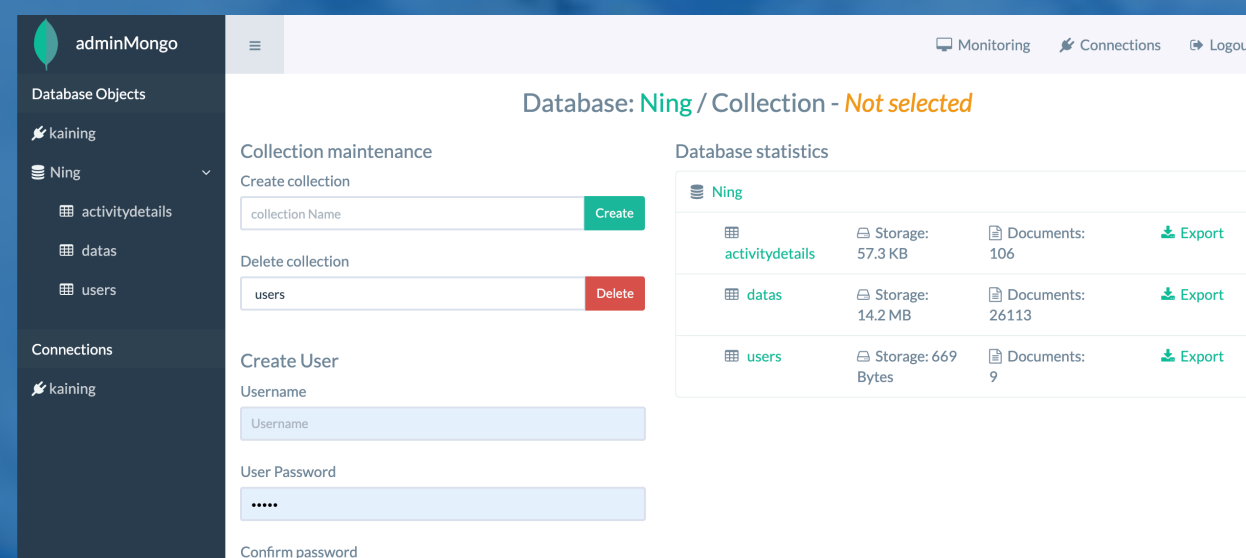 adminMongo
Monitoring
Connections
Database Objects
kaining
Ning
activitydetails
datas
users
Connections
kaining
Database: Ning / Collection - Not selected
Collection maintenance
Create collection
collection Name
Create
Delete collection
users
Delete
Create User
Username
Username
User Password
•••••
Confirm password
Database statistics
Ning
activitydetails
Storage:
57.3 KB
Documents:
106
Export
datas
Storage:
14.2 MB
Documents:
26113
Export
users
Storage: 669
Bytes
Documents:
9
Export